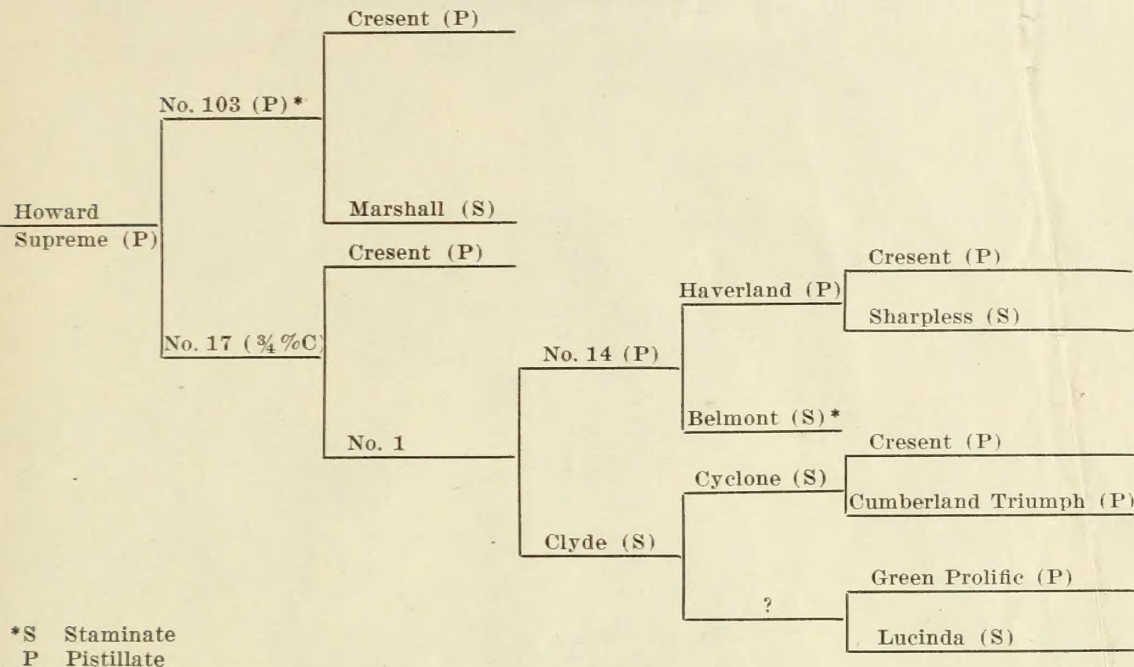 Cresent (P)
No. 103 (P)*
Marshall (S)
Howard
Supreme (P)
Cresent (P)
No. 17 (¾%C)
No. 1
No. 14 (P)
Haverland (P)
Cresent (P)
Sharpless (S)
Belmont (S)*
Clyde (S)
Cyclone (S)
Cresent (P)
Cumberland Triumph (P)
?
Green Prolific (P)
Lucinda (S)
*S Staminate
P Pistillate